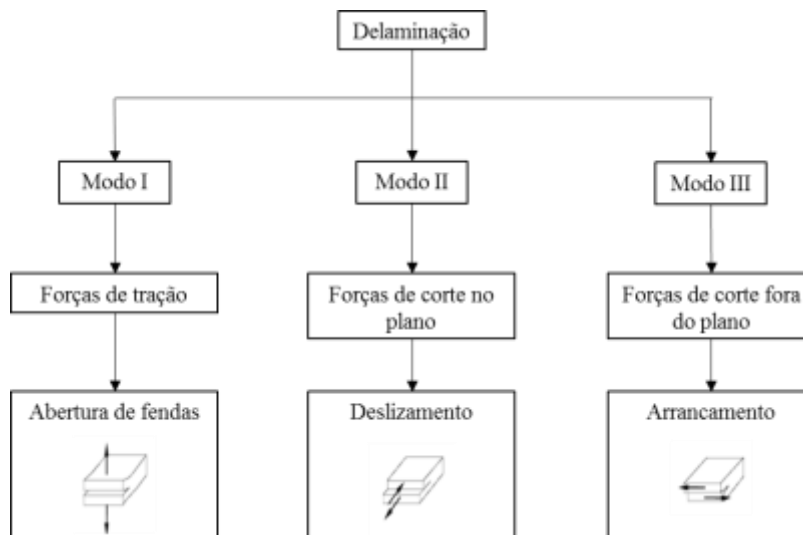 Delaminação
Modo I
Modo II
Modo III
Forças de tração
Forças de corte no
plano
Forças de corte fora
do plano
Abertura de fendas
Deslizamento
Arrancamento